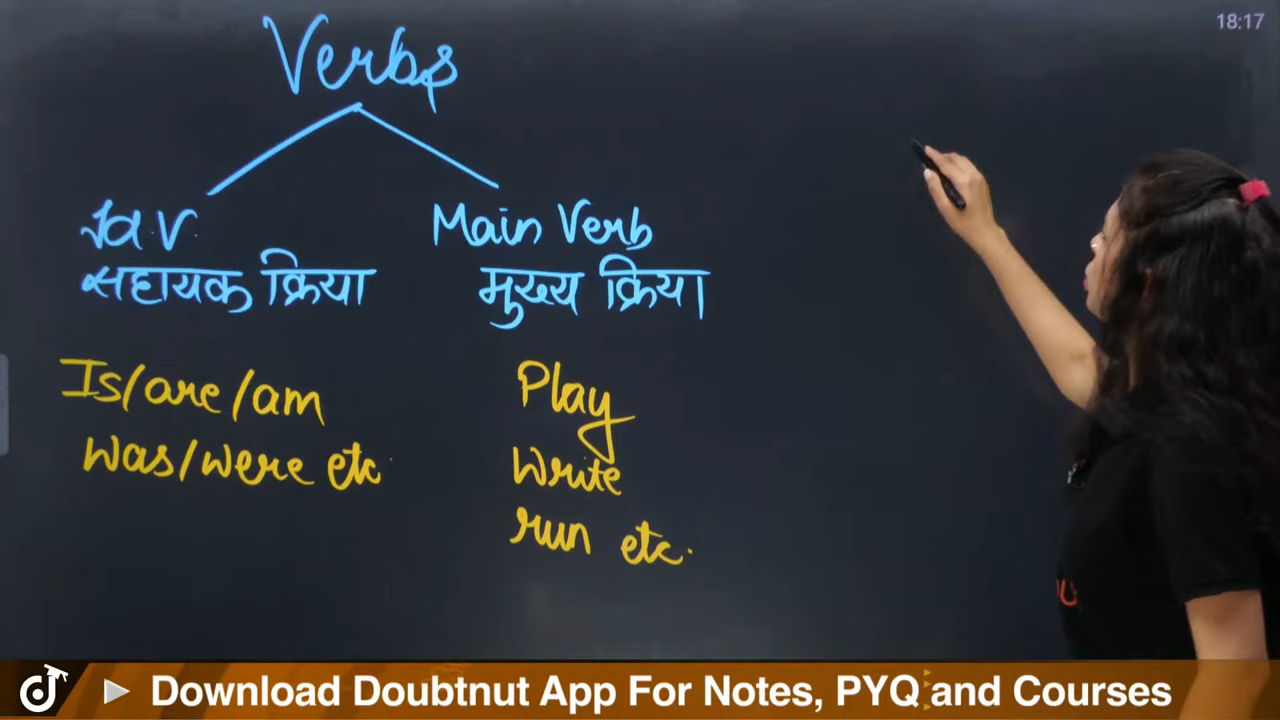 18:17
Verbs
H.V.
सहायक क्रिया
Main Verb
मुख्य क्रिया
Is/are/am
was/were etc
Play
Write
run etc.
Download Doubtnut App For Notes, PYQ and Courses